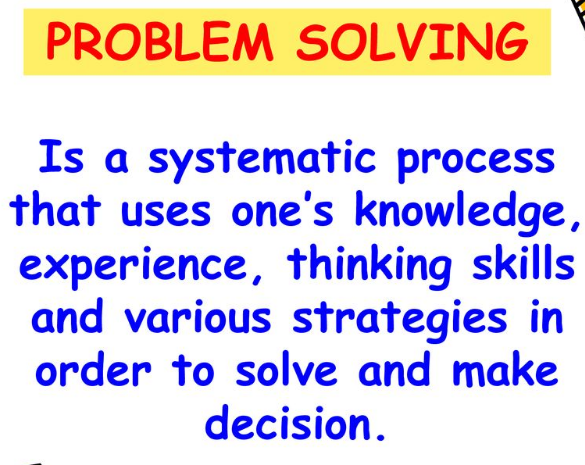 PROBLEM SOLVING
Is a systematic process
that uses one's knowledge,
experience, thinking skills
and various strategies in
order to solve and make
decision.